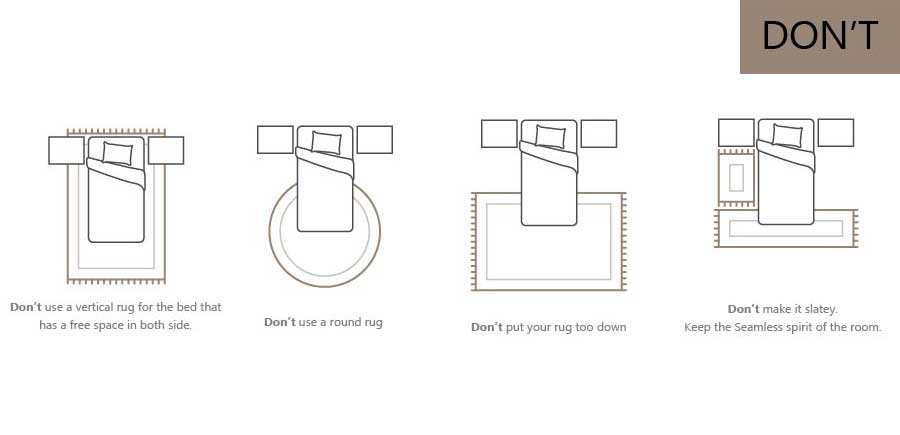 DON'T
Don't use a vertical rug for the bed that
has a free space in both side.
Don't use a round rug
Don't put your rug too down
Don't make it slatey.
Keep the Seamless spirit of the room.